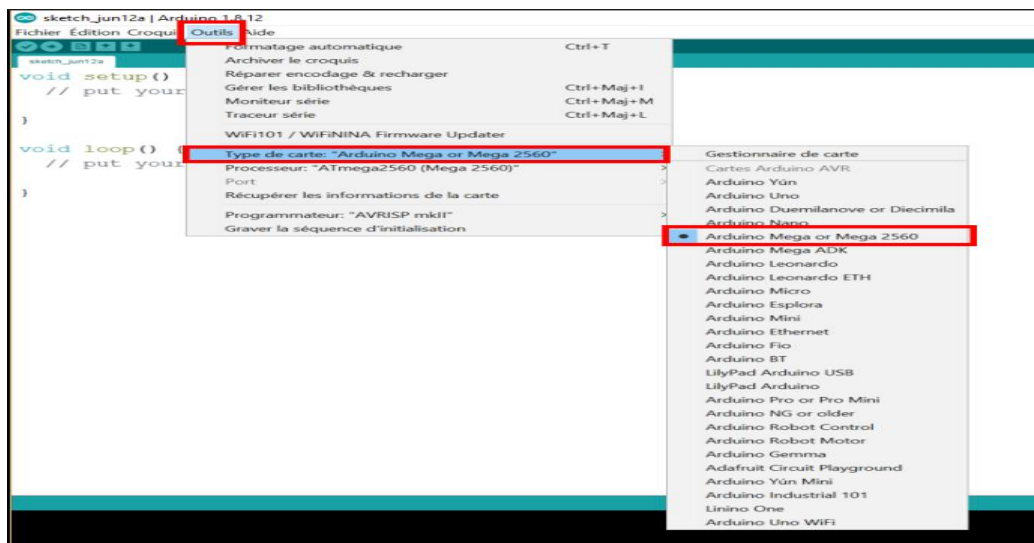 sketch_jun12a | Arduino 1.8.12
Fichier Édition Croquis Outils Aide
sketch_jun12a
void setup()
// put your
}
void loop() {
// put your
}
Formatage automatique Ctrl+T
Archiver le croquis
Réparer encodage & recharger
Gérer les bibliothèques Ctrl+Maj+I
Moniteur série Ctrl+Maj+M
Traceur série Ctrl+Maj+L
WiFi101 / WiFiNINA Firmware Updater
Type de carte: "Arduino Mega or Mega 2560"
Processeur: "ATmega2560 (Mega 2560)"
Port
Récupérer les informations de la carte
Programmateur: "AVRISP mkII"
Graver la séquence d'initialisation
Gestionnaire de carte
Cartes Arduino AVR
Arduino Yún
Arduino Uno
Arduino Duemilanove or Diecimila
Arduino Nano
Arduino Mega or Mega 2560
Arduino Mega ADK
Arduino Leonardo
Arduino Leonardo ETH
Arduino Micro
Arduino Esplora
Arduino Mini
Arduino Ethernet
Arduino Fio
Arduino BT
LilyPad Arduino USB
LilyPad Arduino
Arduino Pro or Pro Mini
Arduino NG or older
Arduino Robot Control
Arduino Robot Motor
Arduino Gemma
Adafruit Circuit Playground
Arduino Yún Mini
Arduino Industrial 101
Linino One
Arduino Uno WiFi